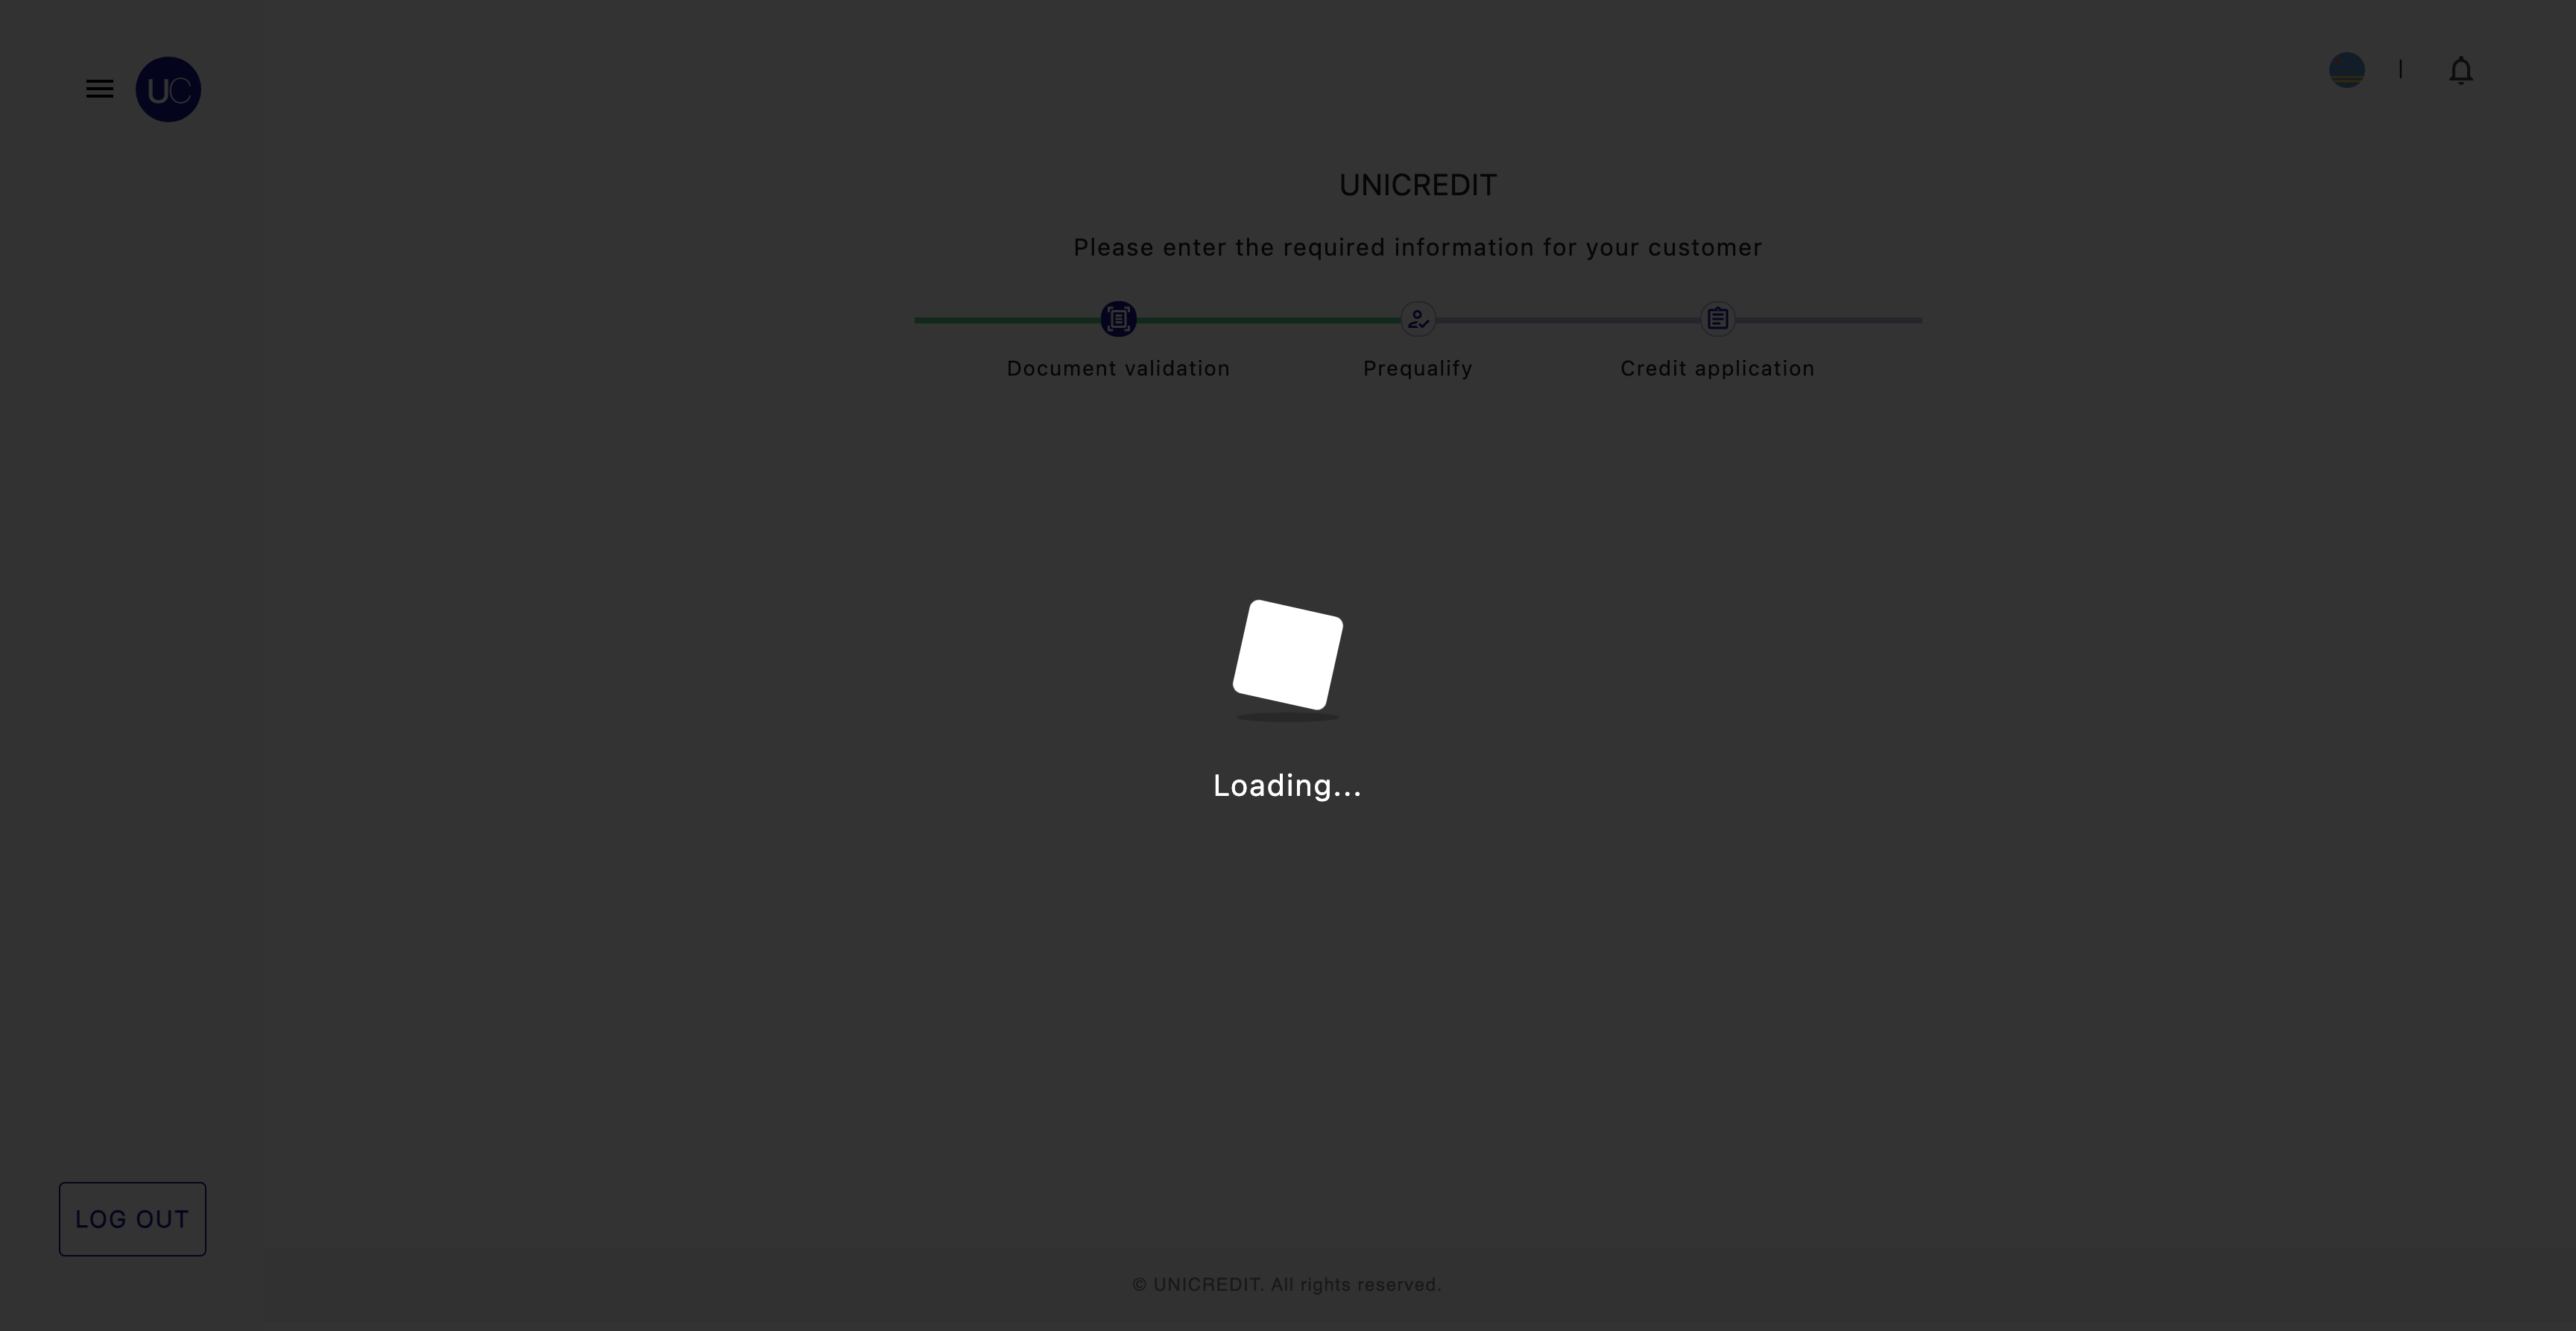 UC
UNICREDIT
Please enter the required information for your customer
Document validation
Prequalify
Credit application
Loading...
LOG OUT
© UNICREDIT. All rights reserved.